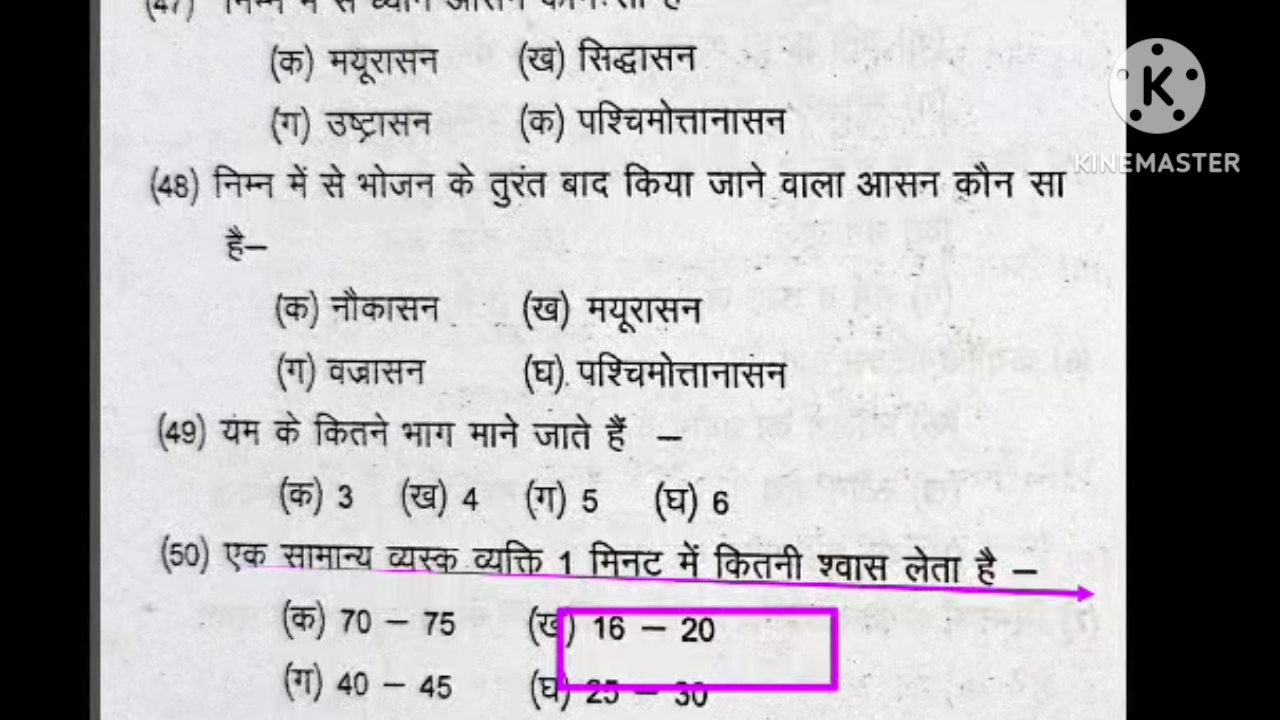 (47) निम्न में से ध्यान आसन कौन सा है
(क) मयूरासन (ख) सिद्धासन
(ग) उष्ट्रासन (क) पश्चिमोत्तानासन
(48) निम्न में से भोजन के तुरंत बाद किया जाने वाला आसन कौन सा
है–
(क) नौकासन (ख) मयूरासन
(ग) वज्रासन (घ) पश्चिमोत्तानासन
(49) यंम के कितने भाग माने जाते हैं –
(क) 3 (ख) 4 (ग) 5 (घ) 6
(50) एक सामान्य व्यस्क व्यक्ति 1 मिनट में कितनी श्वास लेता है –
(क) 70 – 75 (ख) 16 – 20
(ग) 40 – 45 (घ) 25 – 30
K
KINEMASTER